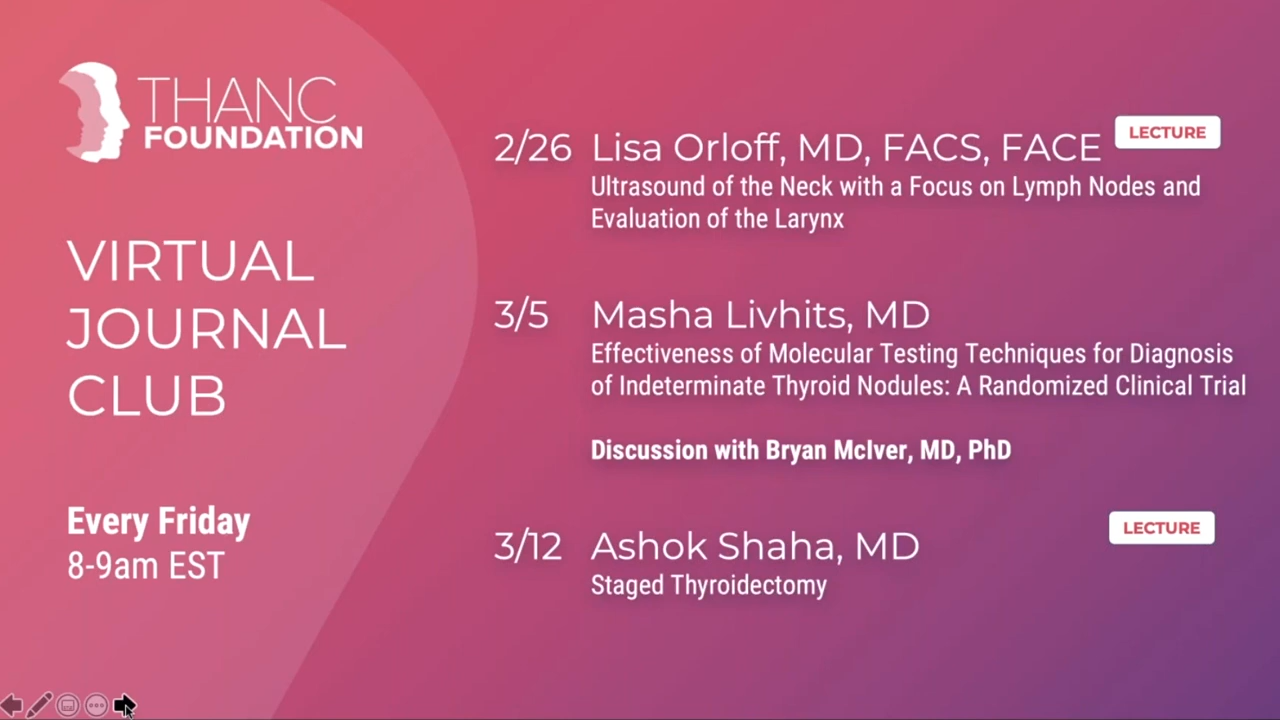 THANC
FOUNDATION
VIRTUAL
JOURNAL
CLUB
Every Friday
8-9am EST
2/26 Lisa Orloff, MD, FACS, FACE LECTURE
Ultrasound of the Neck with a Focus on Lymph Nodes and
Evaluation of the Larynx
3/5 Masha Livhits, MD
Effectiveness of Molecular Testing Techniques for Diagnosis
of Indeterminate Thyroid Nodules: A Randomized Clinical Trial
Discussion with Bryan McIver, MD, PhD
3/12 Ashok Shaha, MD LECTURE
Staged Thyroidectomy